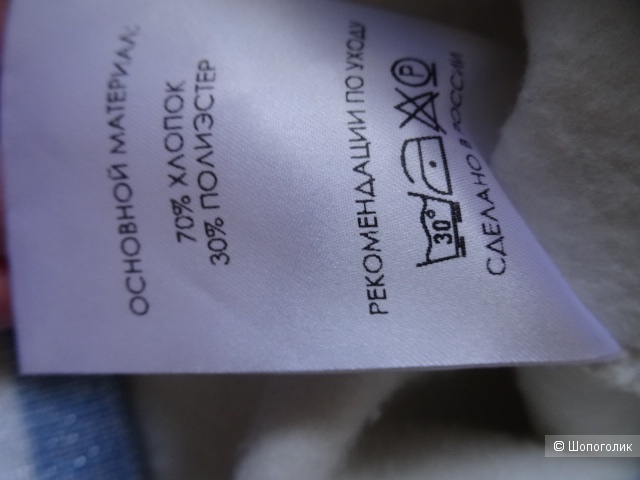 ОСНОВНОЙ МАТЕРИАЛ:
70% ХЛОПОК
30% ПОЛИЭСТЕР
РЕКОМЕНДАЦИИ ПО УХОДУ
30° P
СДЕЛАНО В РОССИИ
© Шопоголик